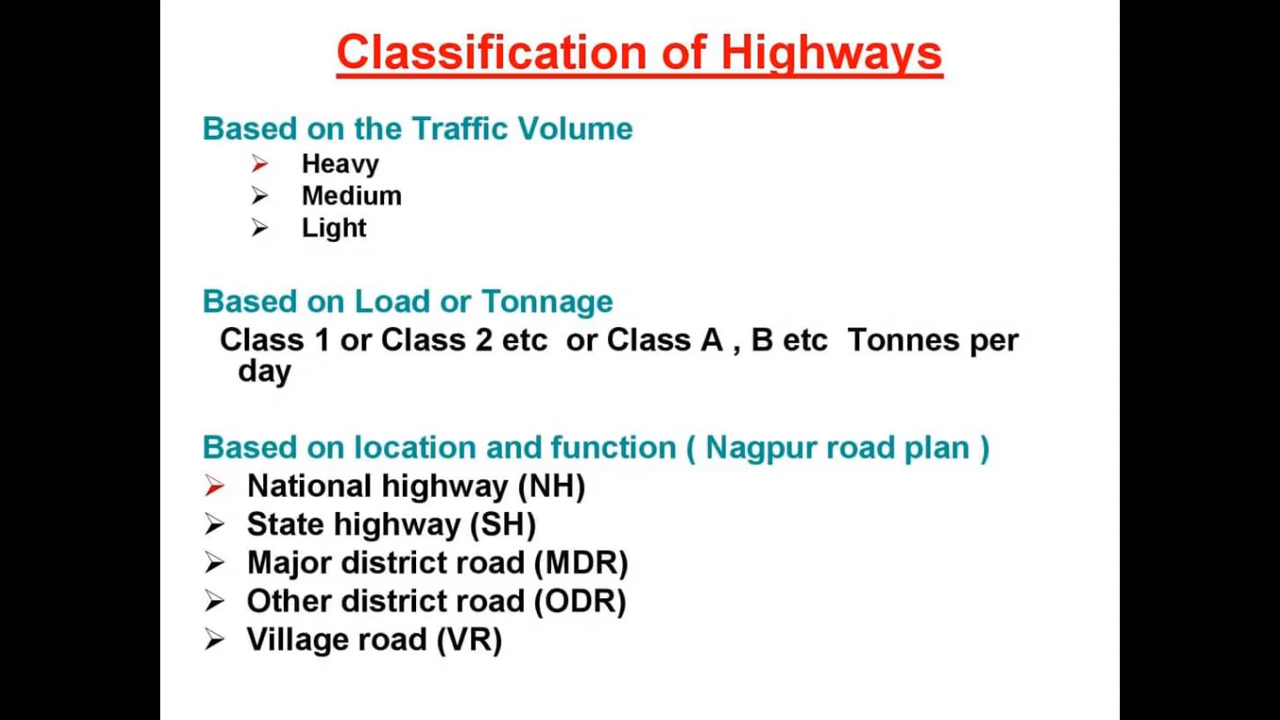 Classification of Highways
Based on the Traffic Volume
Heavy
Medium
Light
Based on Load or Tonnage
Class 1 or Class 2 etc or Class A , B etc Tonnes per
day
Based on location and function ( Nagpur road plan )
National highway (NH)
State highway (SH)
Major district road (MDR)
Other district road (ODR)
Village road (VR)